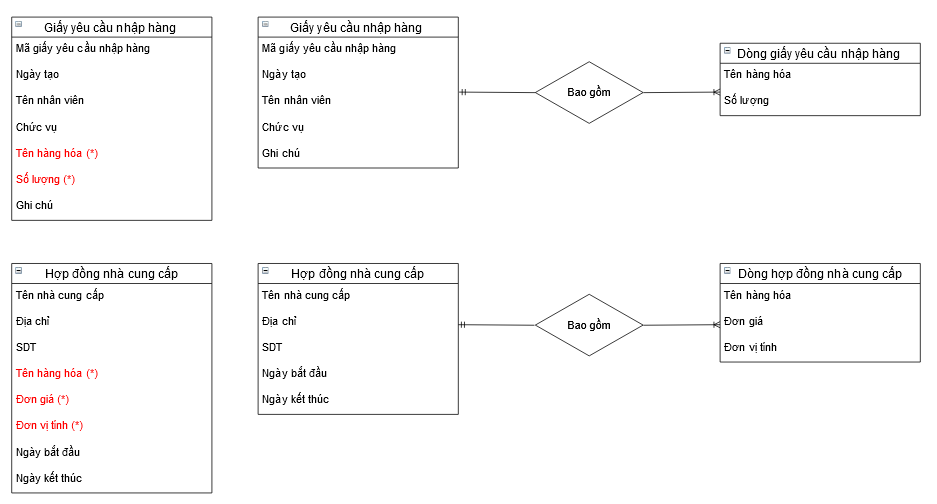 Giấy yêu cầu nhập hàng
Mã giấy yêu cầu nhập hàng
Ngày tạo
Tên nhân viên
Chức vụ
Tên hàng hóa (*)
Số lượng (*)
Ghi chú
Giấy yêu cầu nhập hàng
Mã giấy yêu cầu nhập hàng
Ngày tạo
Tên nhân viên
Chức vụ
Ghi chú
Bao gồm
Dòng giấy yêu cầu nhập hàng
Tên hàng hóa
Số lượng
Hợp đồng nhà cung cấp
Tên nhà cung cấp
Địa chỉ
SDT
Tên hàng hóa (*)
Đơn giá (*)
Đơn vị tính (*)
Ngày bắt đầu
Ngày kết thúc
Hợp đồng nhà cung cấp
Tên nhà cung cấp
Địa chỉ
SDT
Ngày bắt đầu
Ngày kết thúc
Bao gồm
Dòng hợp đồng nhà cung cấp
Tên hàng hóa
Đơn giá
Đơn vị tính